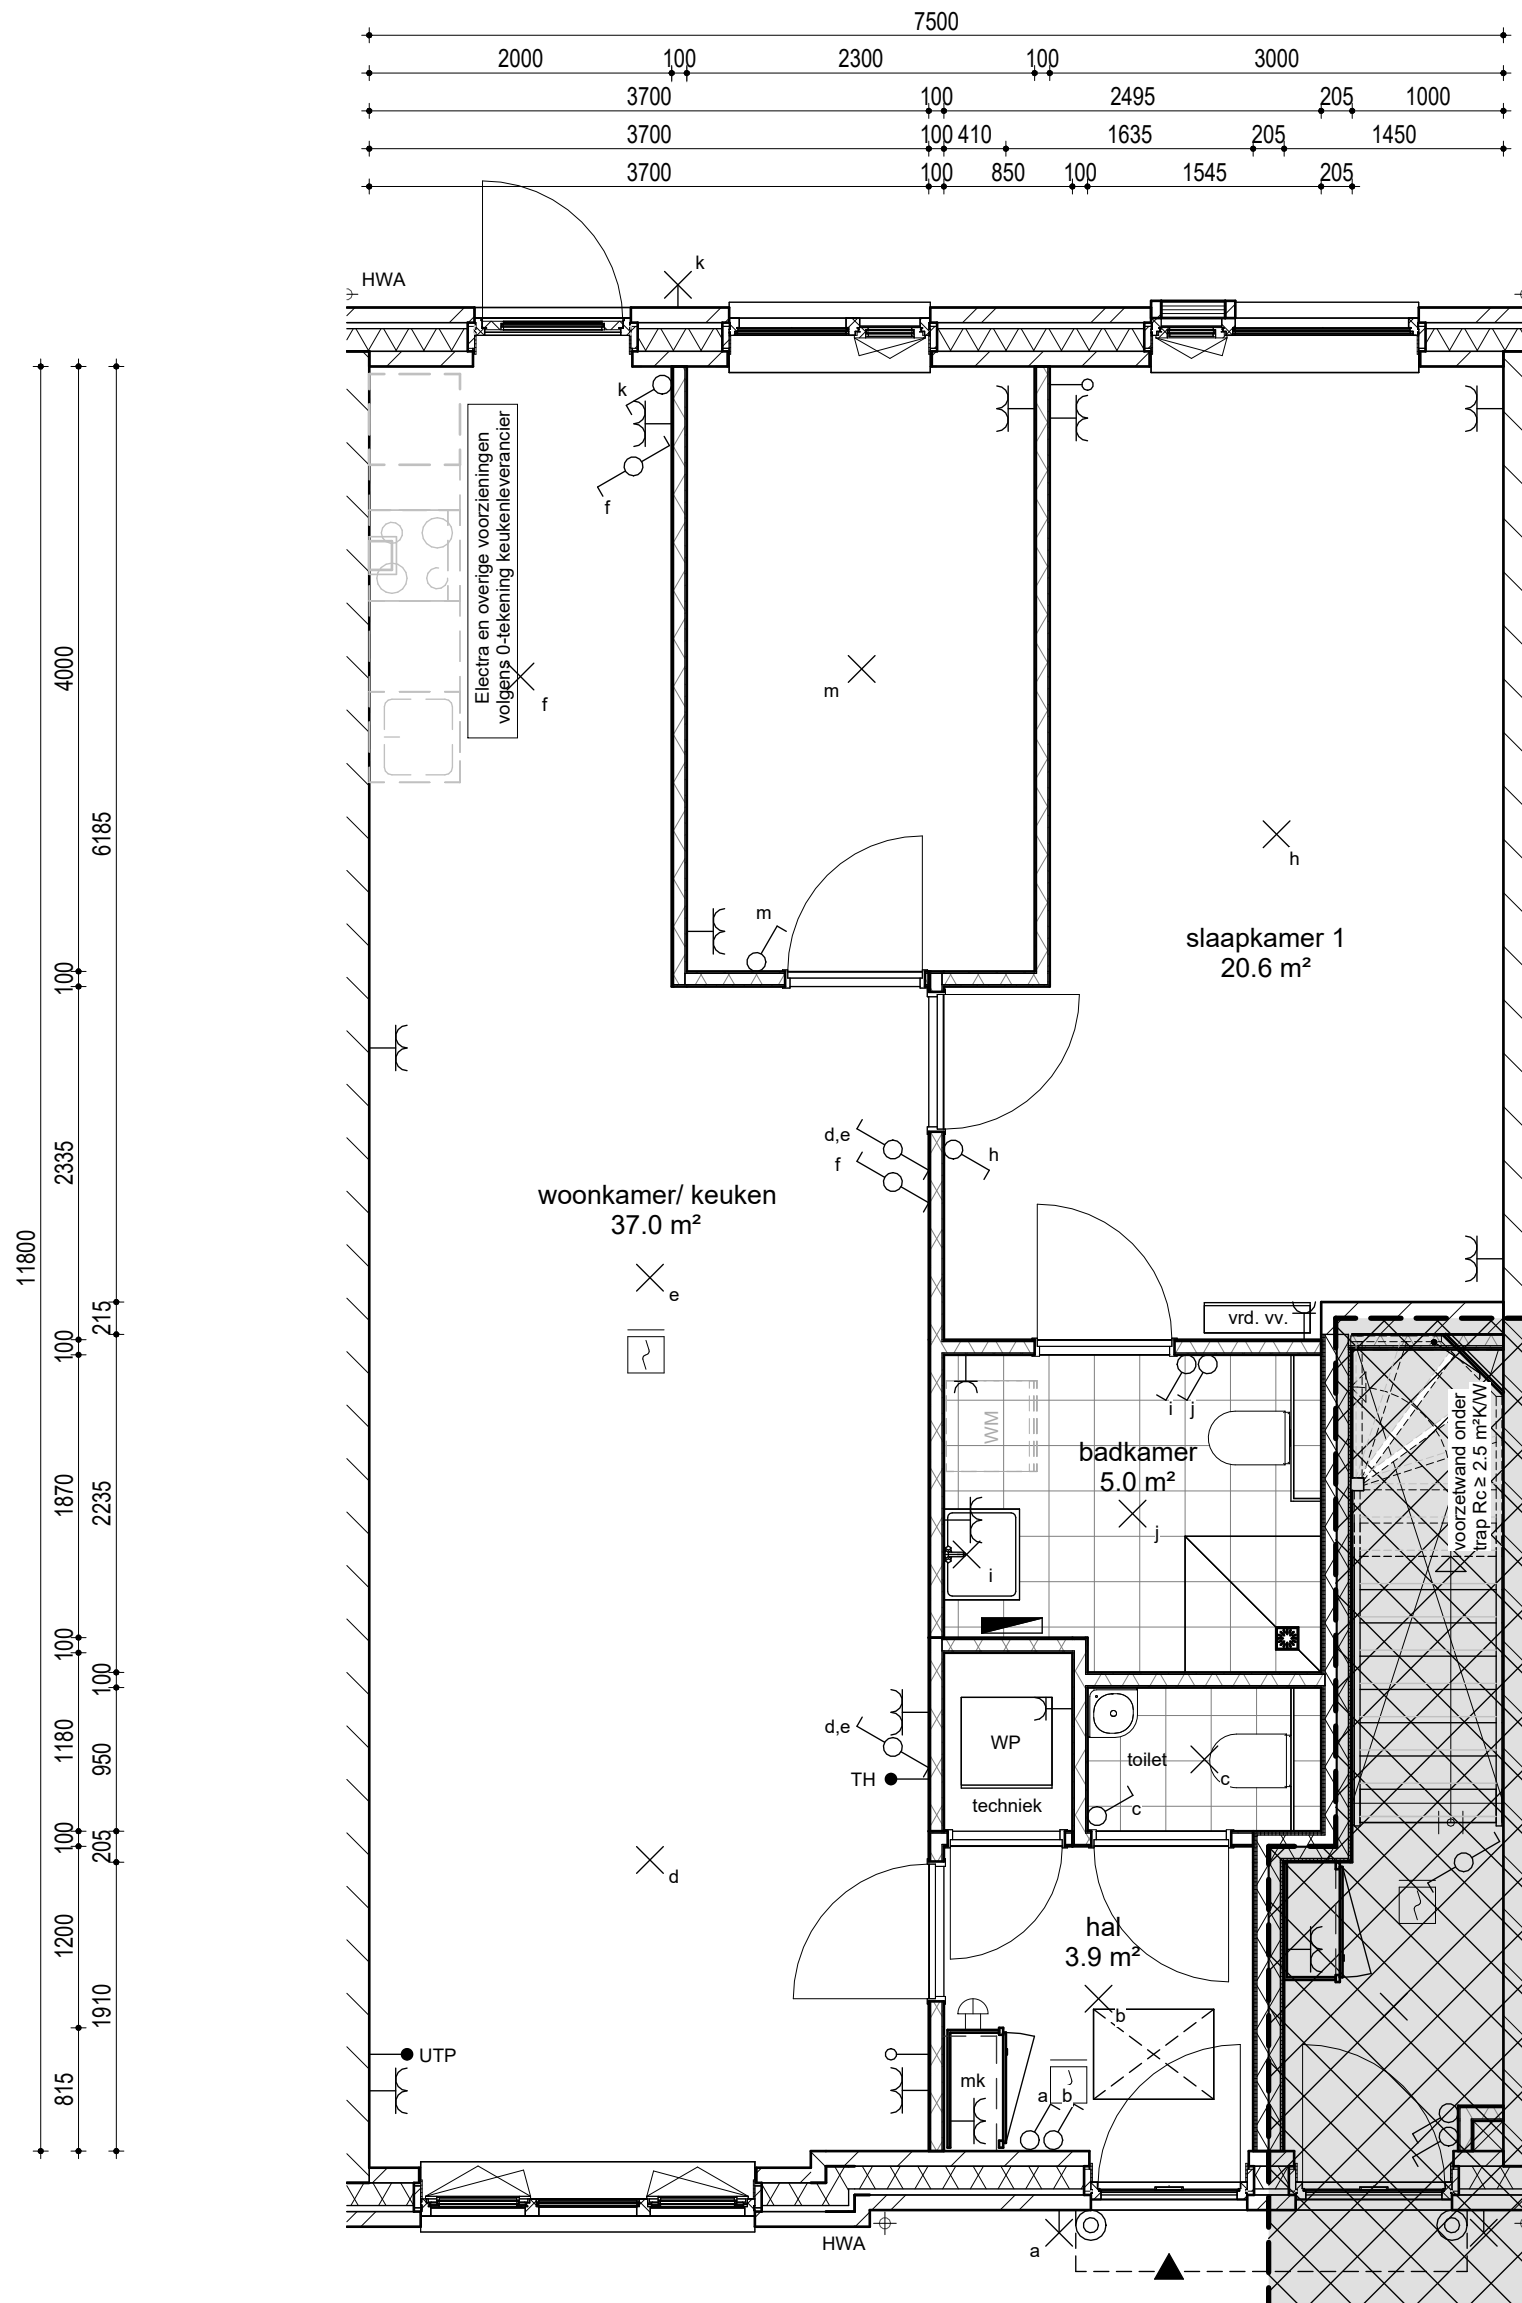 7500
2000 100 2300 100 3000
3700 100 2495 205 1000
3700 100 410 1635 205 1450
3700 100 850 100 1545 205
HWA
k
k
f
Electra en overige voorzieningen
volgens 0-tekening keukenleverancier
f
m
m
h
slaapkamer 1
20.6 m²
d,e
f
h
woonkamer/ keuken
37.0 m²
e
vrd. vv.
i j
WM
badkamer
5.0 m²
j
i
voorzetwand onder
trap Rc ≥ 2.5 m²K/W
d,e
TH
WP
techniek
toilet
c
c
d
hal
3.9 m²
b
UTP
mk
a b
HWA
a
11800
4000
100
2335
100
1870
100
1180
100
1200
815
6185
215
2235
100
950
205
1910